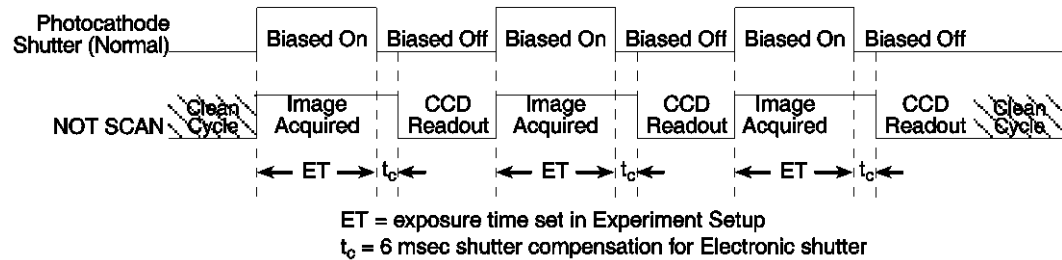 Photocathode
Shutter (Normal)
Biased On Biased Off Biased On Biased Off Biased On Biased Off
NOT SCAN
Clean
Cycle
Image
Acquired
CCD
Readout
Image
Acquired
CCD
Readout
Image
Acquired
CCD
Readout
Clean
Cycle
ET tc ET tc ET tc
ET = exposure time set in Experiment Setup
tc = 6 msec shutter compensation for Electronic shutter